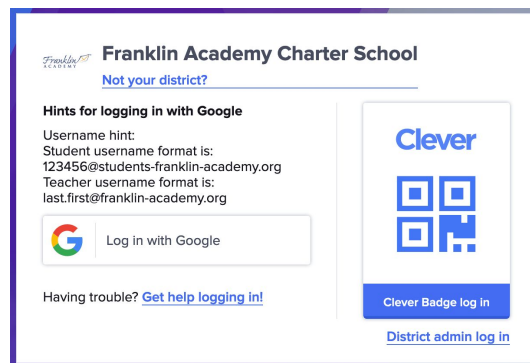 Franklin
ACADEMY
Franklin Academy Charter School
Not your district?
Hints for logging in with Google
Username hint:
Student username format is:
123456@students-franklin-academy.org
Teacher username format is:
last.first@franklin-academy.org
Log in with Google
Having trouble? Get help logging in!
Clever
Clever Badge log in
District admin log in